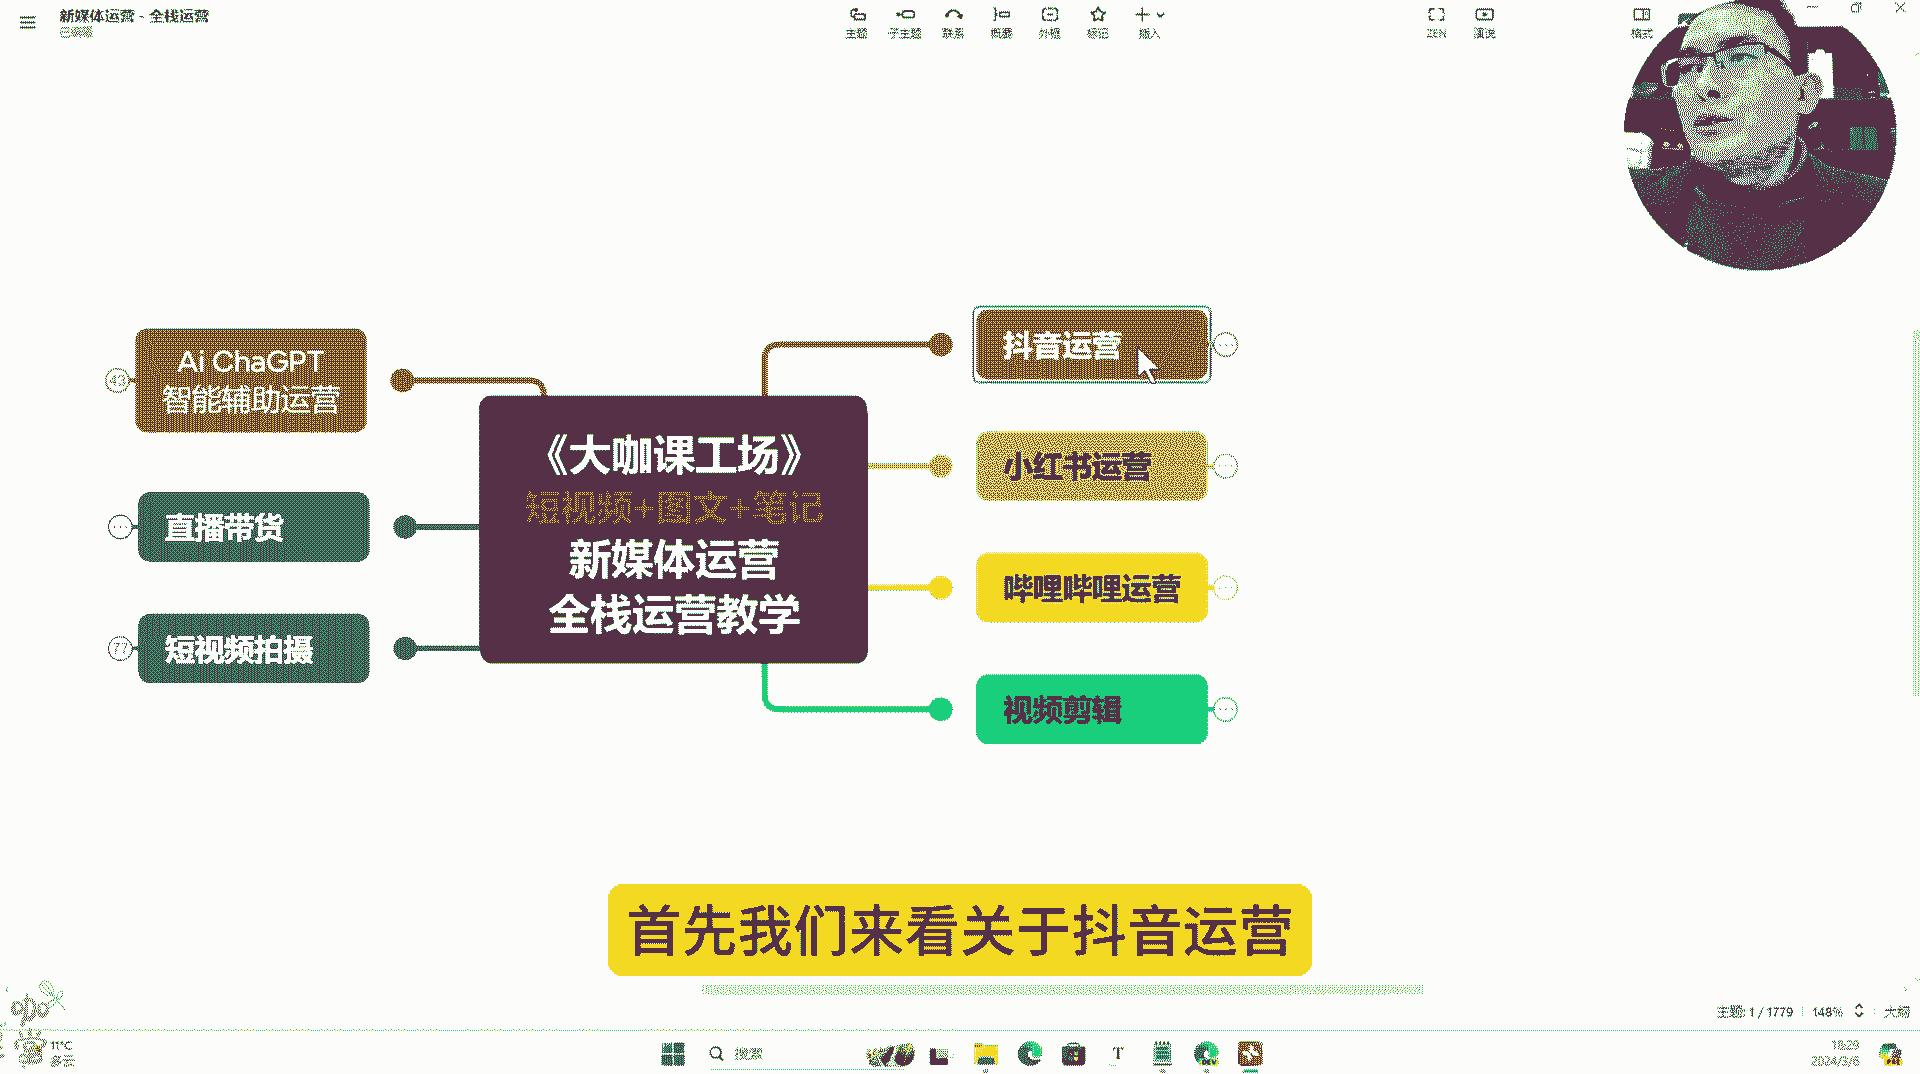 新媒体运营 - 全栈运营
已编辑
主题
子主题
联系
概要
外框
标记
插入
ZEN
演说
格式
Ai ChaGPT
智能辅助运营
43
直播带货
短视频拍摄
77
《大咖课工场》
短视频+图文+笔记
新媒体运营
全栈运营教学
抖音运营
小红书运营
哔哩哔哩运营
视频剪辑
首先我们来看关于抖音运营
主题: 1 / 1779
148%
大纲
11°C
多云
搜索
18:29
2024/3/6